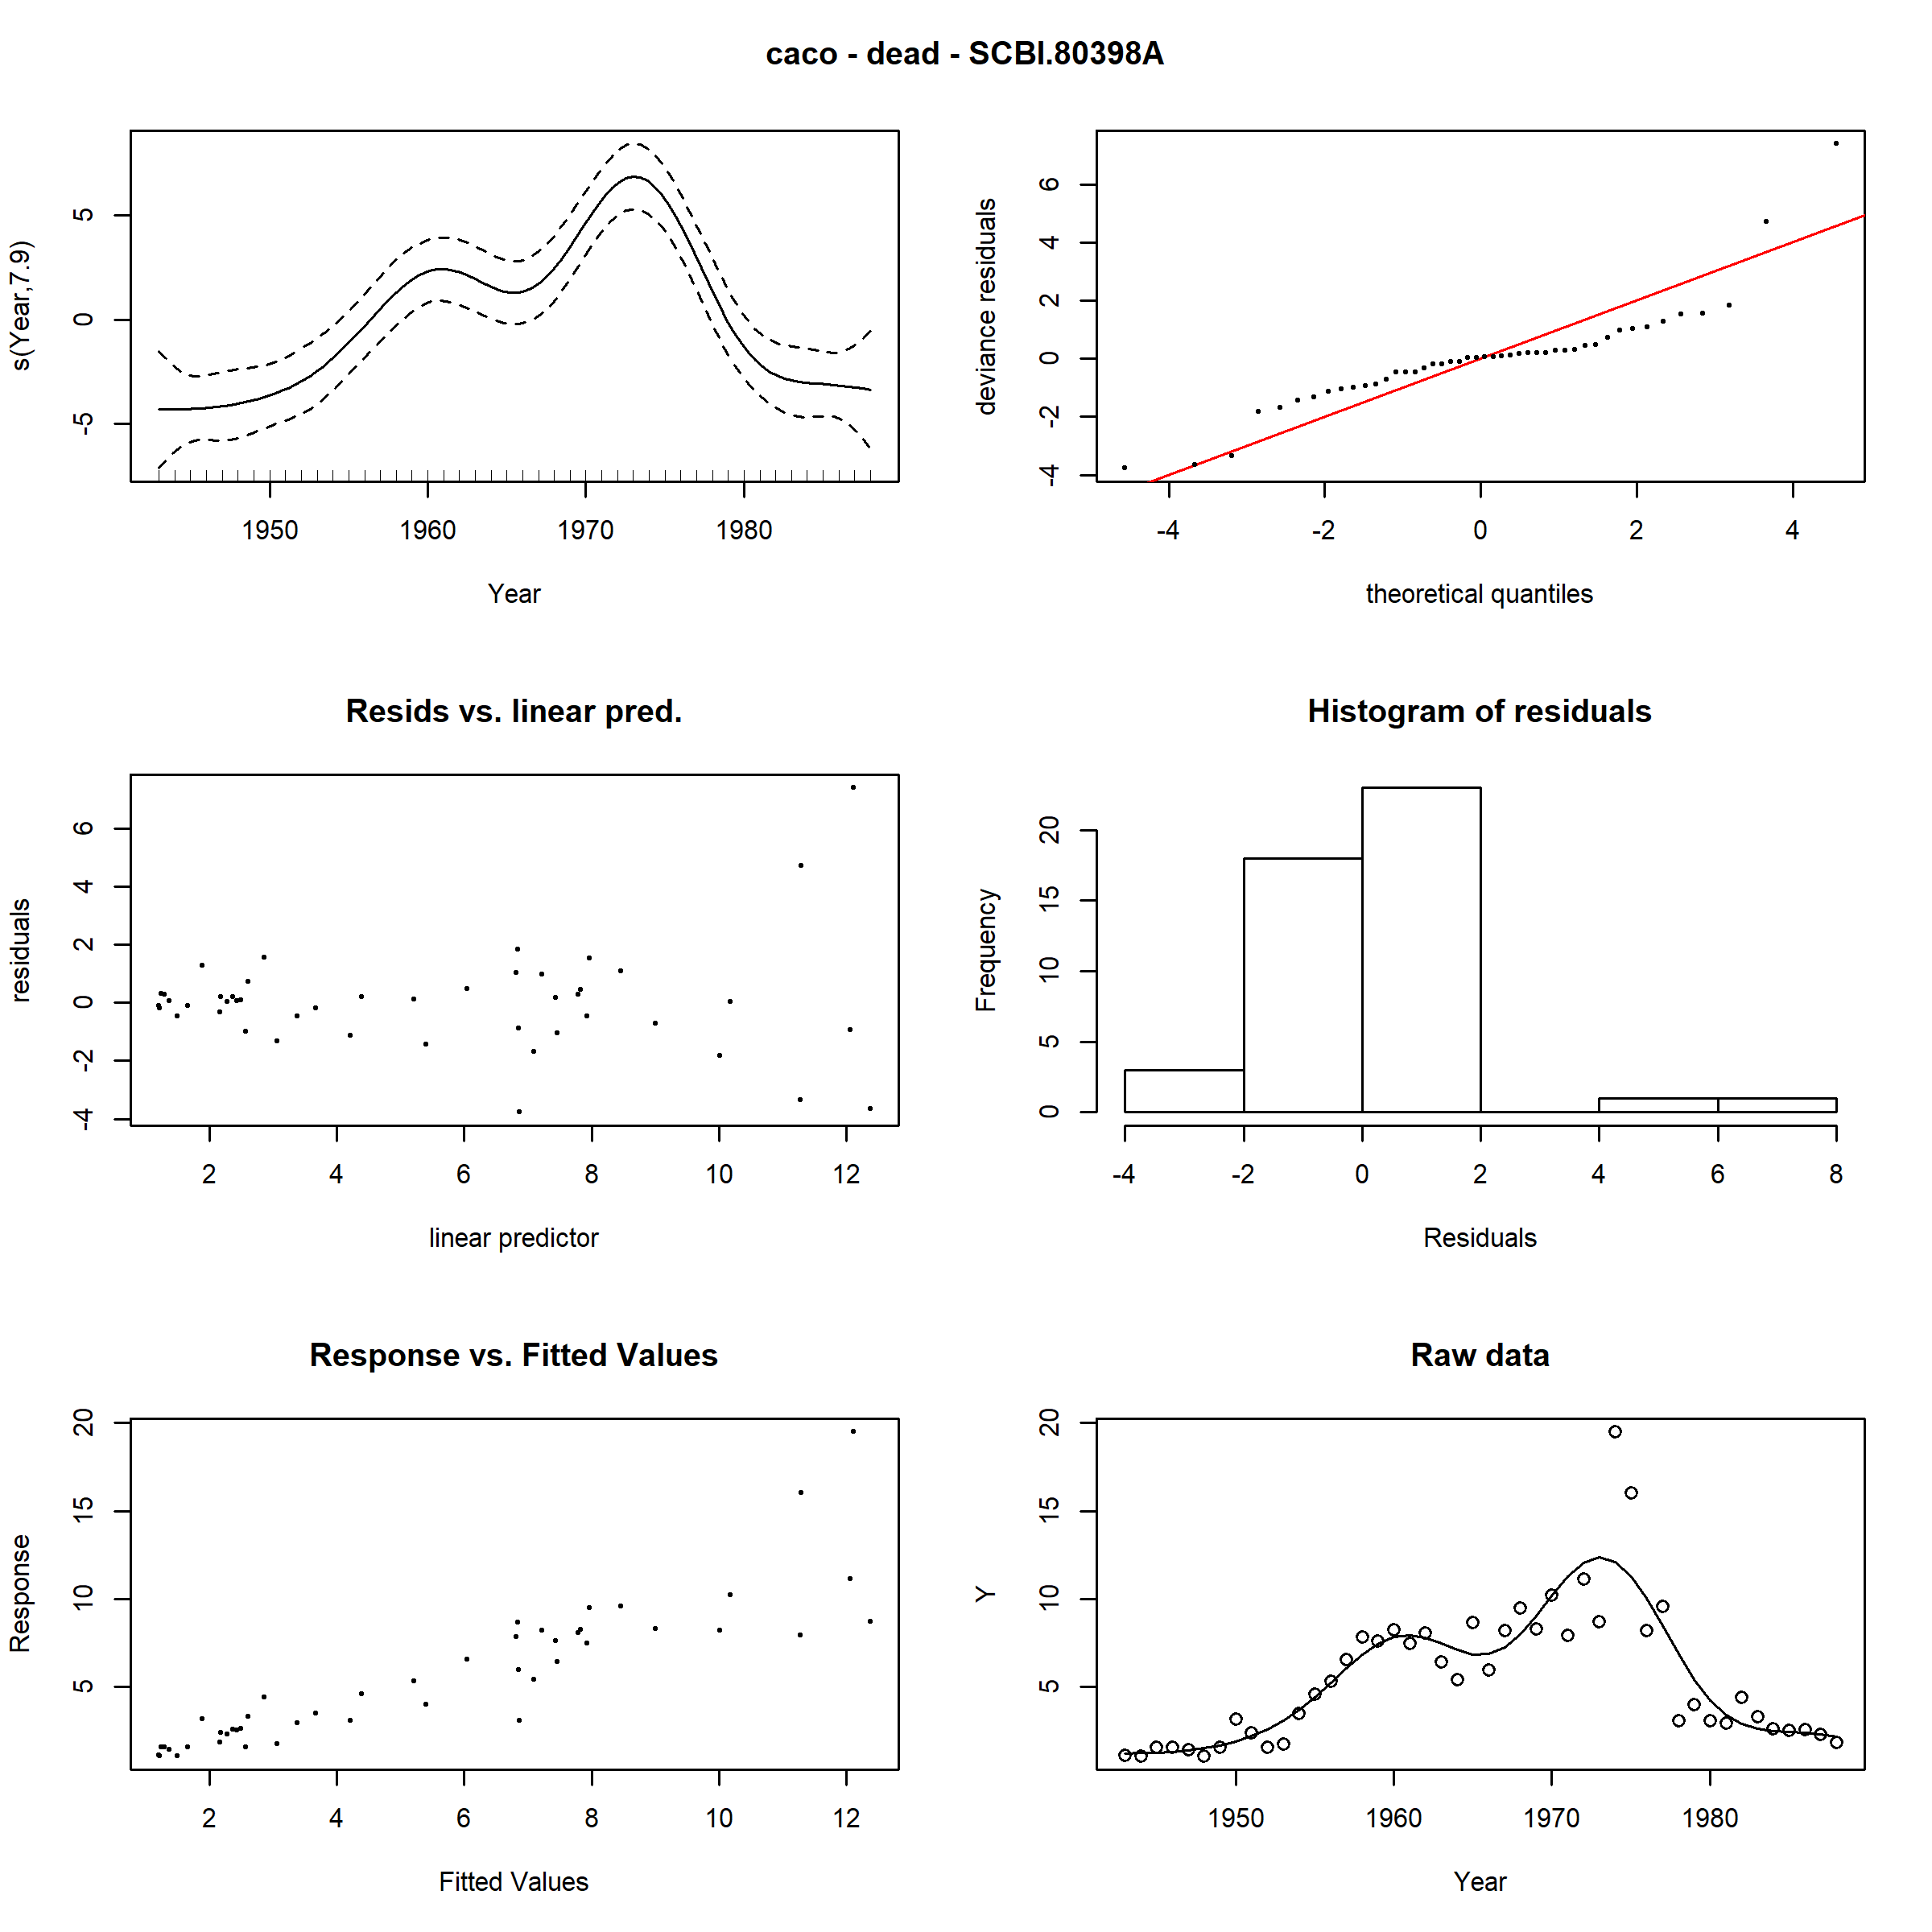 caco - dead - SCBI.80398A
s(Year,7.9)
5
0
-5
1950 1960 1970 1980
Year
deviance residuals
6
4
2
0
-2
-4
-4 -2 0 2 4
theoretical quantiles
Resids vs. linear pred.
residuals
6
4
2
0
-2
-4
2 4 6 8 10 12
linear predictor
Histogram of residuals
Frequency
20
15
10
5
0
-4 -2 0 2 4 6 8
Residuals
Response vs. Fitted Values
Response
20
15
10
5
2 4 6 8 10 12
Fitted Values
Raw data
Y
20
15
10
5
1950 1960 1970 1980
Year